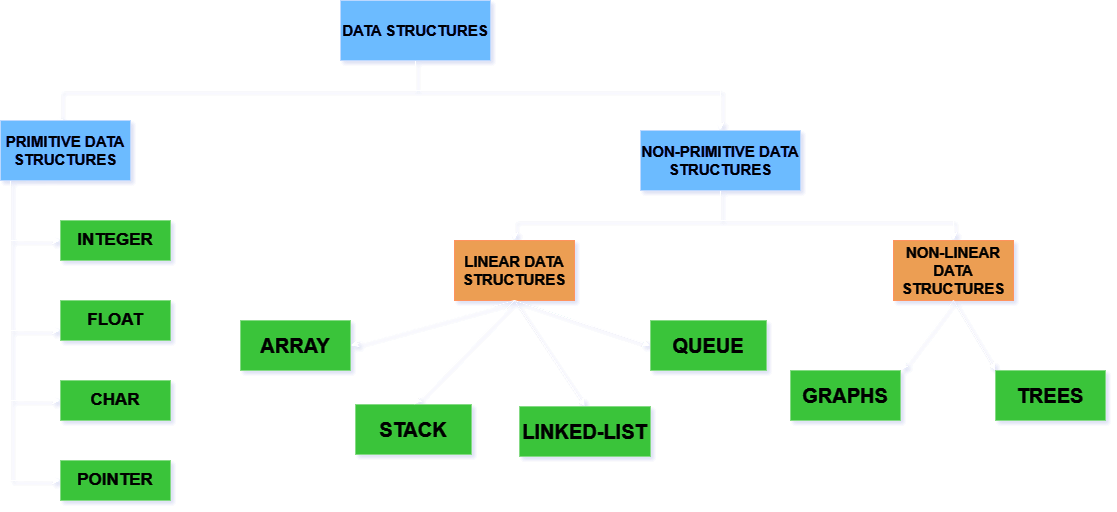 DATA STRUCTURES
PRIMITIVE DATA
STRUCTURES
NON-PRIMITIVE DATA
STRUCTURES
INTEGER
FLOAT
CHAR
POINTER
LINEAR DATA
STRUCTURES
NON-LINEAR
DATA
STRUCTURES
ARRAY
STACK
LINKED-LIST
QUEUE
GRAPHS
TREES